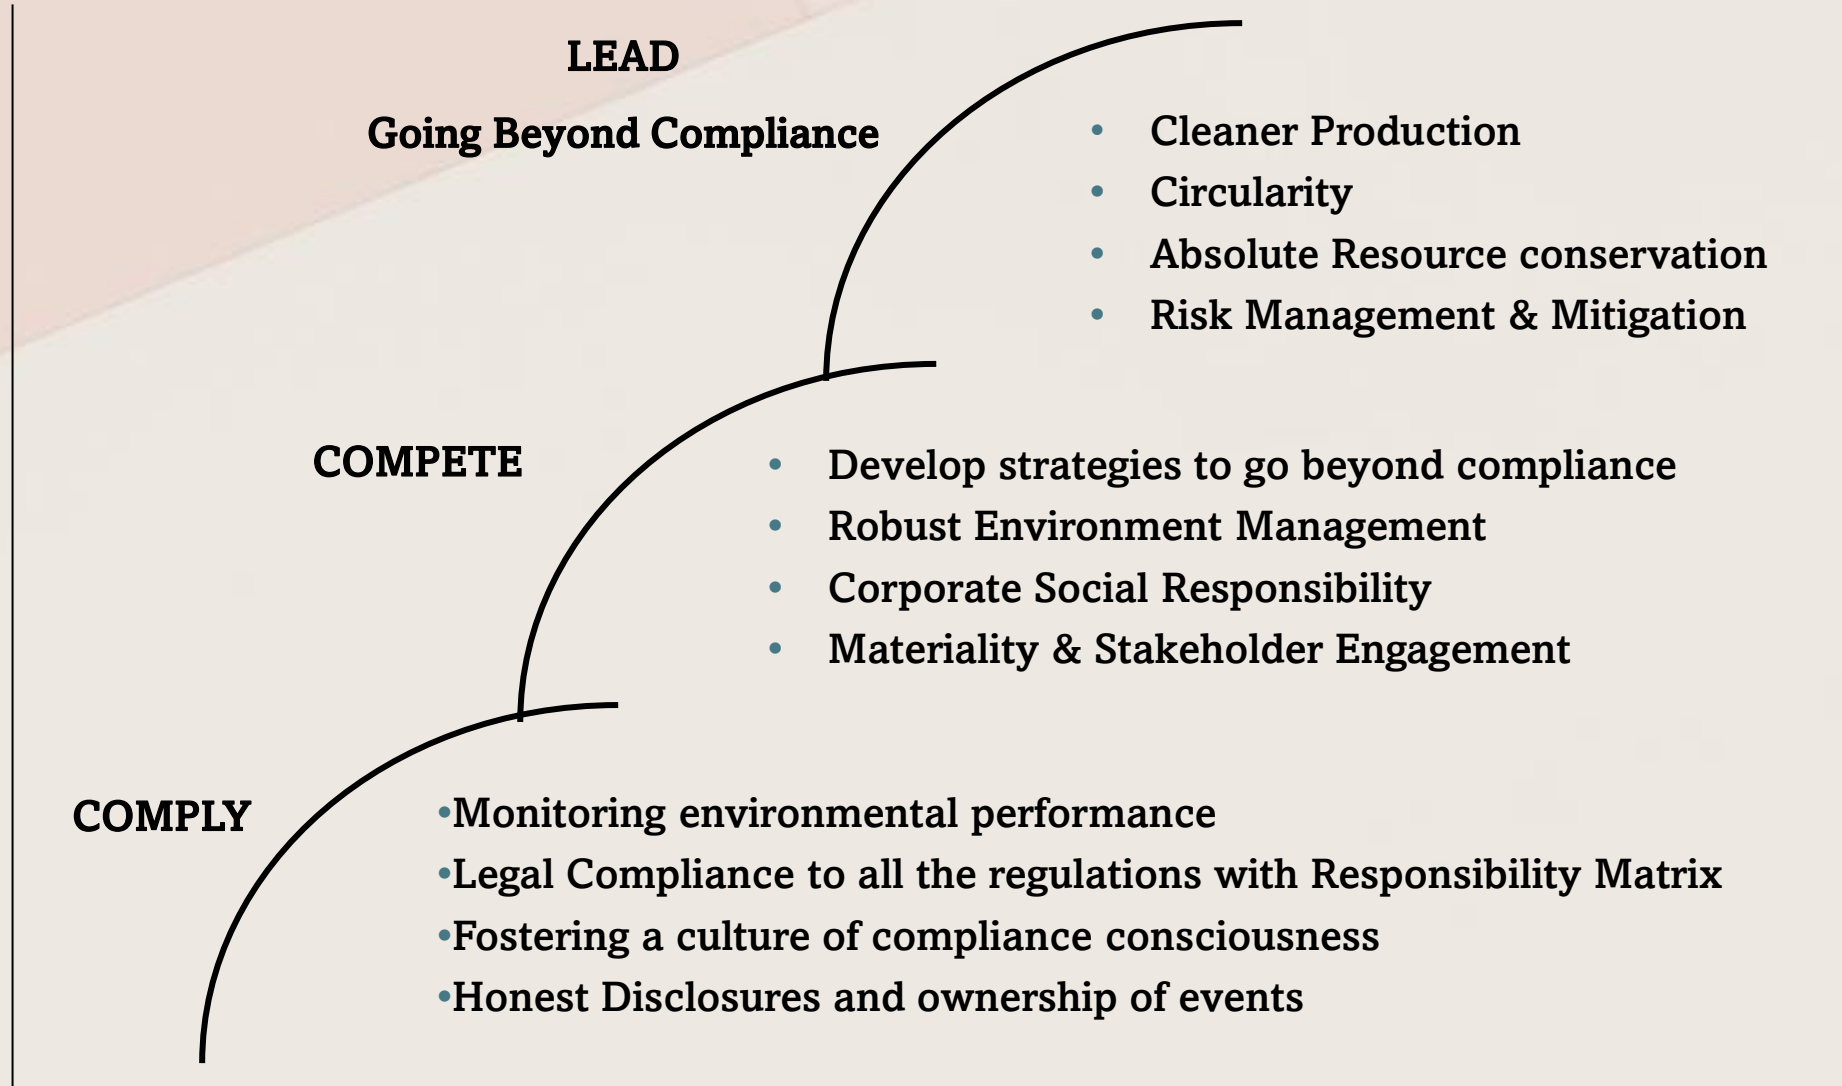 LEAD
Going Beyond Compliance
• Cleaner Production
• Circularity
• Absolute Resource conservation
• Risk Management & Mitigation
COMPETE
• Develop strategies to go beyond compliance
• Robust Environment Management
• Corporate Social Responsibility
• Materiality & Stakeholder Engagement
COMPLY
•Monitoring environmental performance
•Legal Compliance to all the regulations with Responsibility Matrix
•Fostering a culture of compliance consciousness
•Honest Disclosures and ownership of events